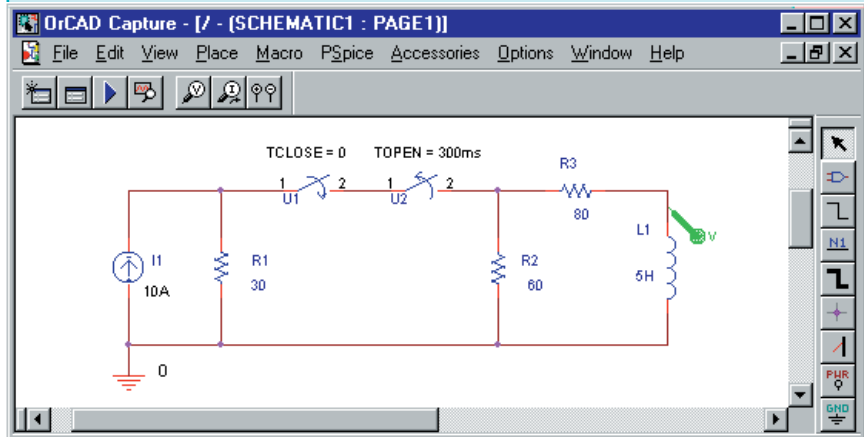 OrCAD Capture - [/ - (SCHEMATIC1 : PAGE1)]
File Edit View Place Macro PSpice Accessories Options Window Help
V I
TCLOSE = 0 TOPEN = 300ms
1 2 1 2
U1 U2
R3
80
L1
V
N1
I1
10A
R1
30
R2
60
5H
0
PWR
GND